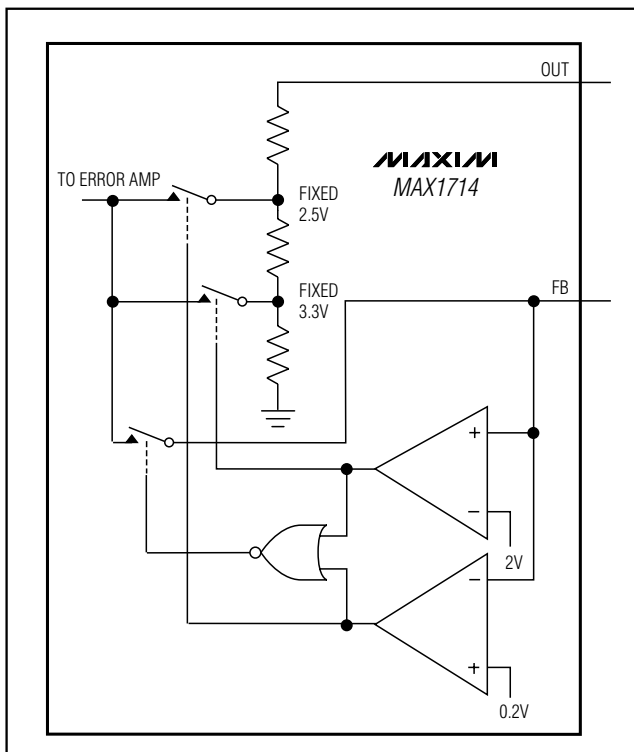 OUT
MAXIM
MAX1714
TO ERROR AMP
FIXED
2.5V
FIXED
3.3V
FB
+
−
2V
−
+
0.2V